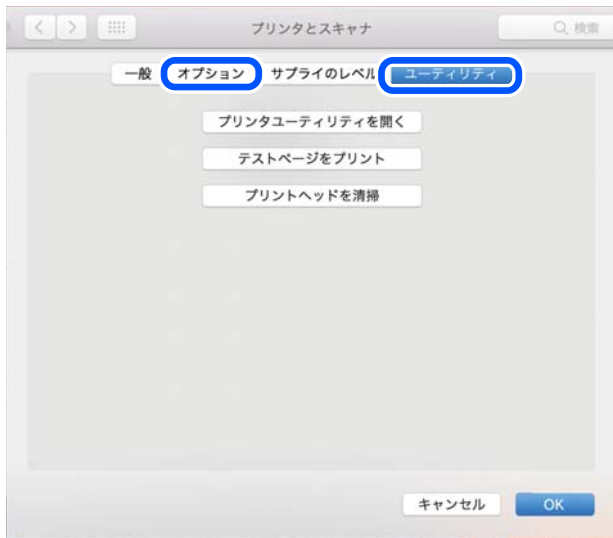 プリンタとスキャナ
検索
一般 オプション サプライのレベル ユーティリティ
プリンタユーティリティを開く
テストページをプリント
プリントヘッドを清掃
キャンセル OK